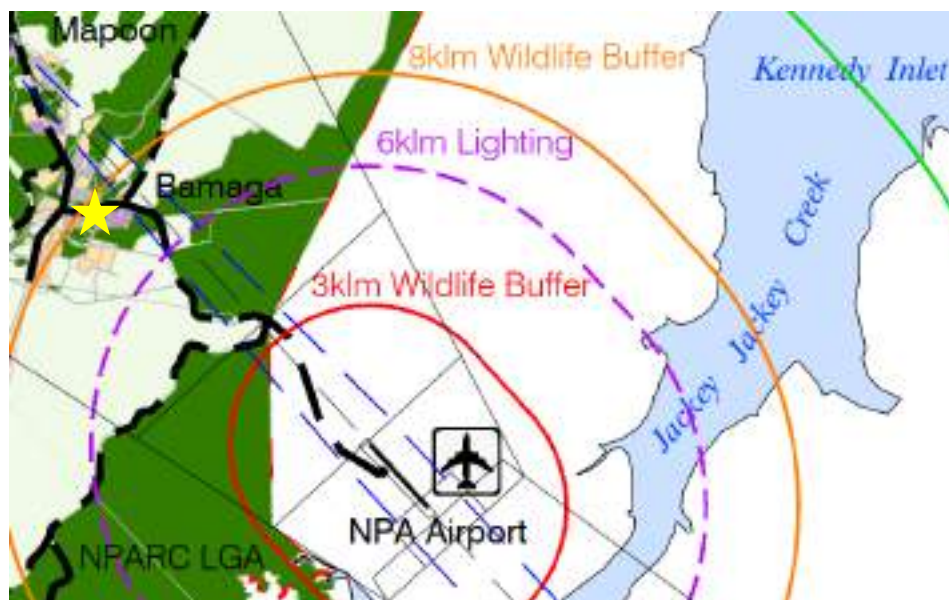 Mapoon
8klm Wildlife Buffer
Kennedy Inlet
6klm Lighting
Bamaga
Creek
3klm Wildlife Buffer
Jackey
Jackey
NPA Airport
NPARC LGA